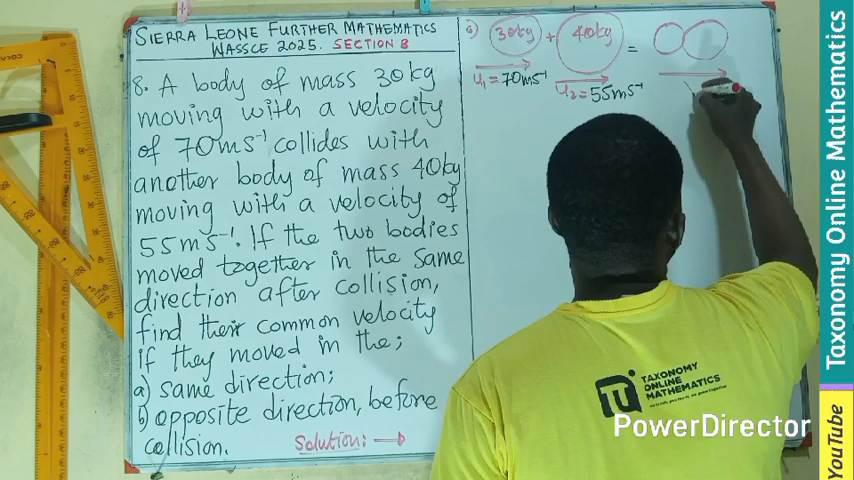 SIERRA LEONE FURTHER MATHEMATICS
WASSCE 2025. SECTION B
8. A body of mass 30kg
moving with a velocity
of 70ms⁻¹, collides with
another body of mass 40kg
moving with a velocity of
55ms⁻¹. If the two bodies
moved together in the same
direction after collision,
find their common velocity
if they moved in the;
a) same direction;
b) opposite direction, before
collision.
Solution: →
a) 30kg + 40kg =
u₁ = 70ms⁻¹
u₂ = 55ms⁻¹
TAXONOMY
ONLINE
MATHEMATICS
PowerDirector
Taxonomy Online Mathematics
YouTube